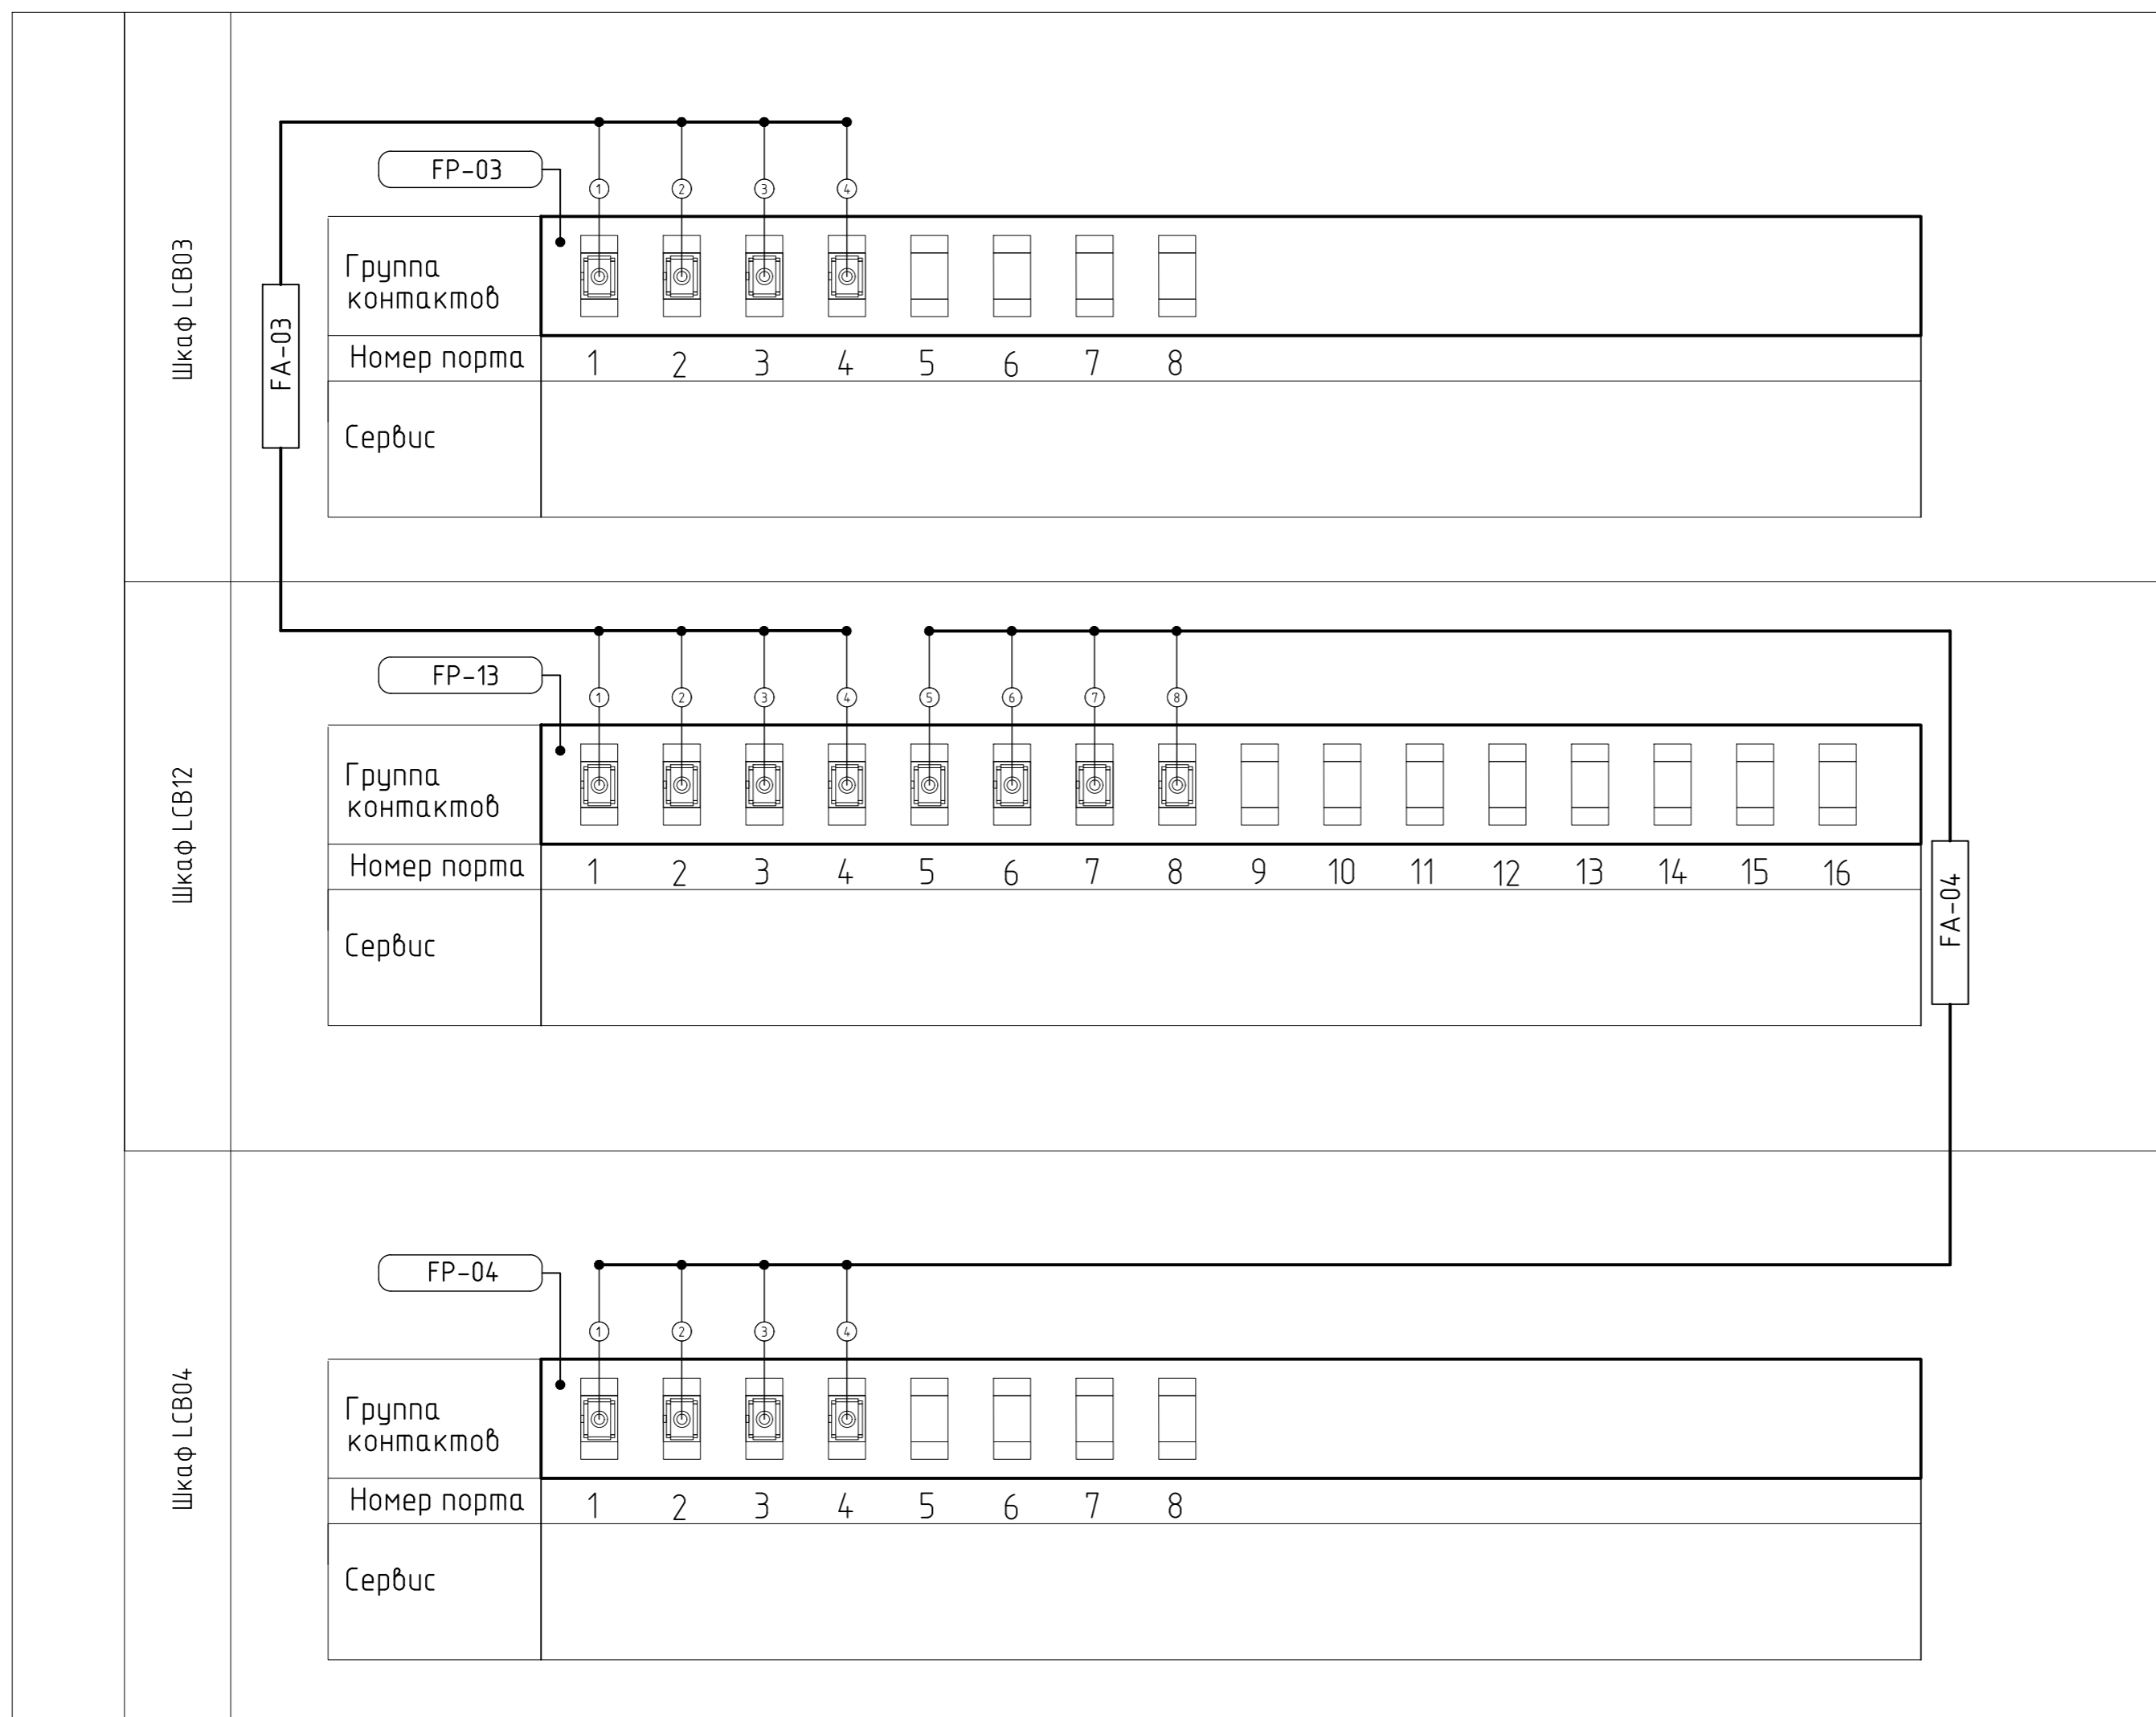 Шкаф LCB03
FA-03
FP-03
1 2 3 4
Группа
контактов
Номер порта 1 2 3 4 5 6 7 8
Сервис
Шкаф LCB12
FP-13
1 2 3 4 5 6 7 8
Группа
контактов
Номер порта 1 2 3 4 5 6 7 8 9 10 11 12 13 14 15 16
Сервис
FA-04
Шкаф LCB04
FP-04
1 2 3 4
Группа
контактов
Номер порта 1 2 3 4 5 6 7 8
Сервис